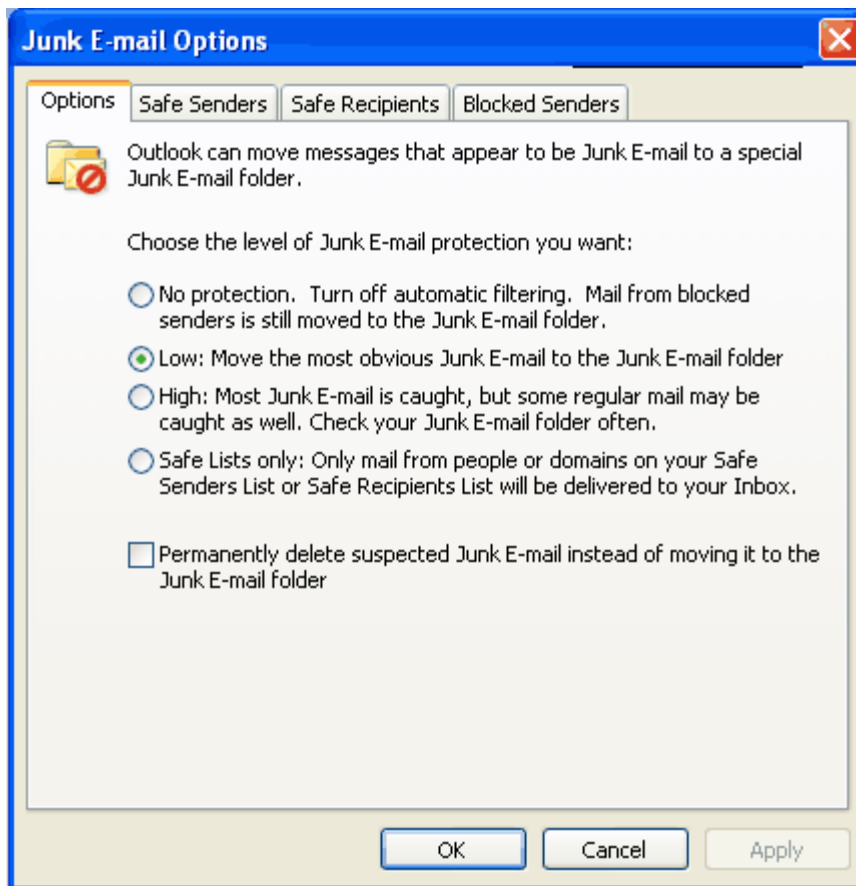 Junk E-mail Options
Options Safe Senders Safe Recipients Blocked Senders
Outlook can move messages that appear to be Junk E-mail to a special
Junk E-mail folder.
Choose the level of Junk E-mail protection you want:
No protection.  Turn off automatic filtering.  Mail from blocked
senders is still moved to the Junk E-mail folder.
Low: Move the most obvious Junk E-mail to the Junk E-mail folder
High: Most Junk E-mail is caught, but some regular mail may be
caught as well. Check your Junk E-mail folder often.
Safe Lists only: Only mail from people or domains on your Safe
Senders List or Safe Recipients List will be delivered to your Inbox.
Permanently delete suspected Junk E-mail instead of moving it to the
Junk E-mail folder
OK Cancel Apply